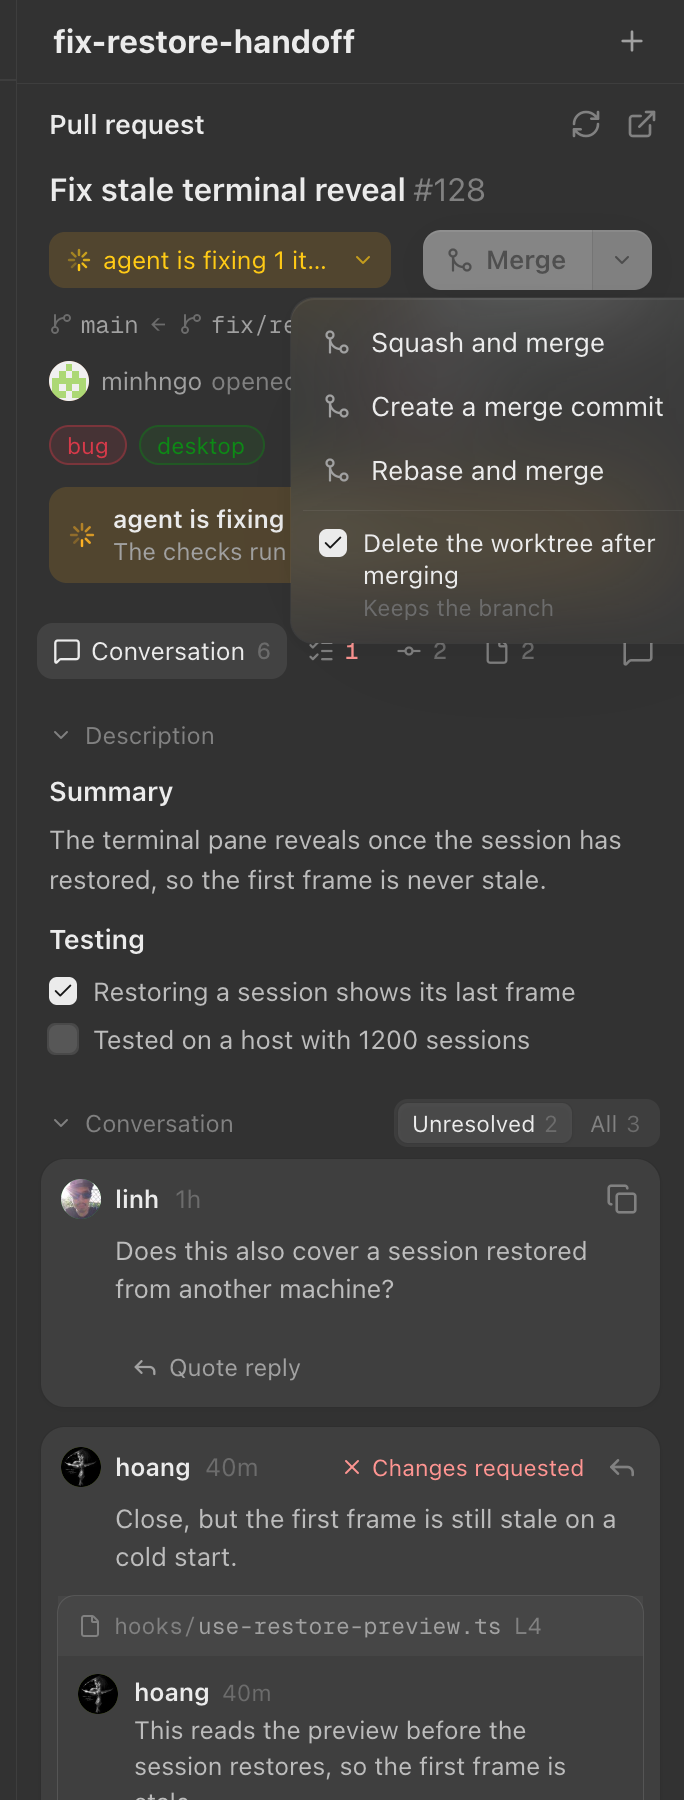 fix-restore-handoff
Pull request
Fix stale terminal reveal #128
agent is fixing 1 it...
Merge
main ← fix/re
minhngo opened
bug desktop
agent is fixing
The checks run
Squash and merge
Create a merge commit
Rebase and merge
Delete the worktree after
merging
Keeps the branch
Conversation 6 1 2 2
Description
Summary
The terminal pane reveals once the session has
restored, so the first frame is never stale.
Testing
Restoring a session shows its last frame
Tested on a host with 1200 sessions
Conversation Unresolved 2 All 3
linh 1h
Does this also cover a session restored
from another machine?
Quote reply
hoang 40m Changes requested
Close, but the first frame is still stale on a
cold start.
hooks/use-restore-preview.ts L4
hoang 40m
This reads the preview before the
session restores, so the first frame is
stale